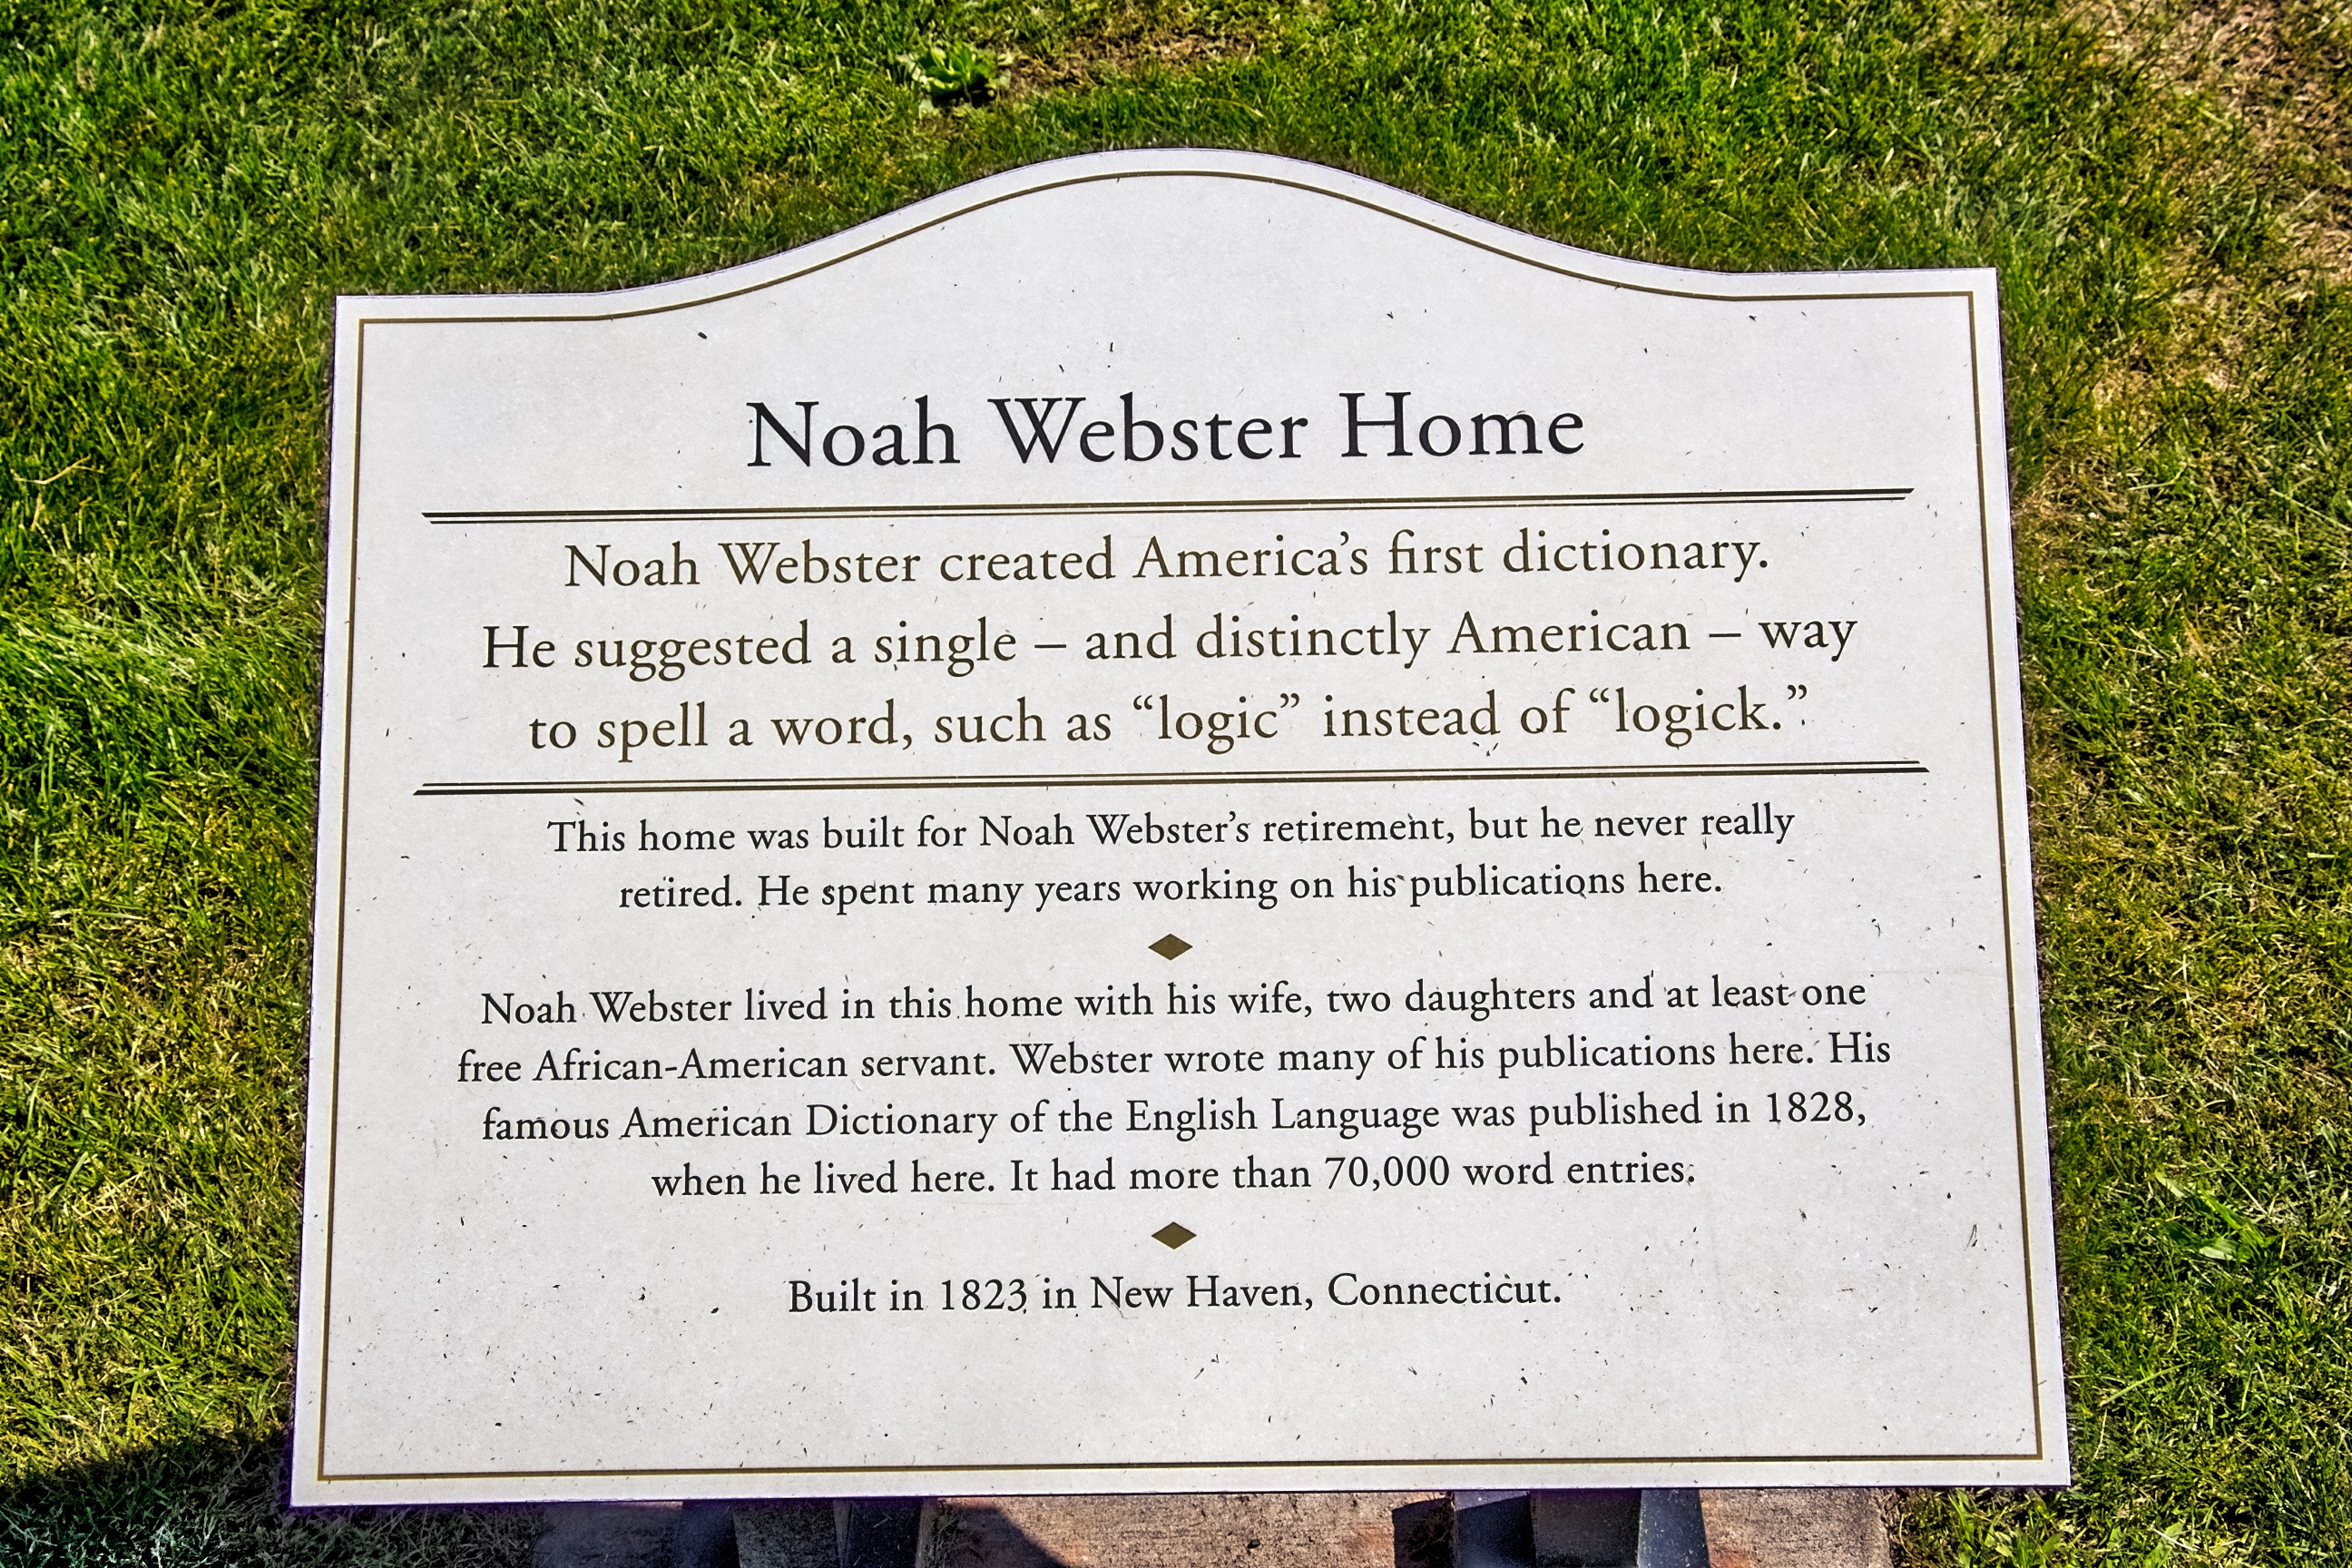 Noah Webster Home
Noah Webster created America’s first dictionary.
He suggested a single – and distinctly American – way
to spell a word, such as “logic” instead of “logick.”
This home was built for Noah Webster’s retirement, but he never really
retired. He spent many years working on his publications here.
Noah Webster lived in this home with his wife, two daughters and at least one
free African-American servant. Webster wrote many of his publications here. His
famous American Dictionary of the English Language was published in 1828,
when he lived here. It had more than 70,000 word entries.
Built in 1823 in New Haven, Connecticut.